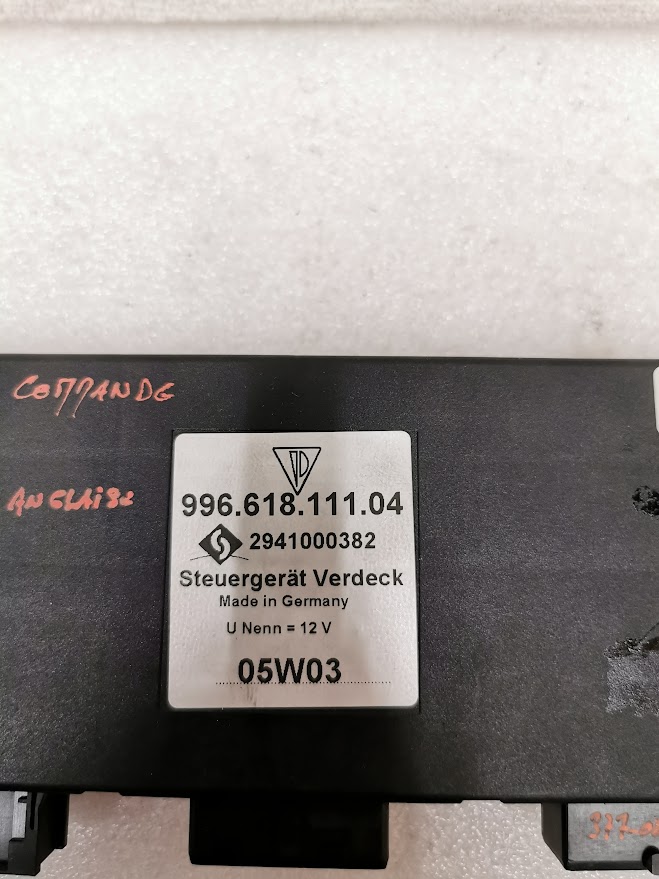 COMMANDE
ANGLAISE
996.618.111.04
2941000382
Steuergerät Verdeck
Made in Germany
U Nenn = 12 V
05W03